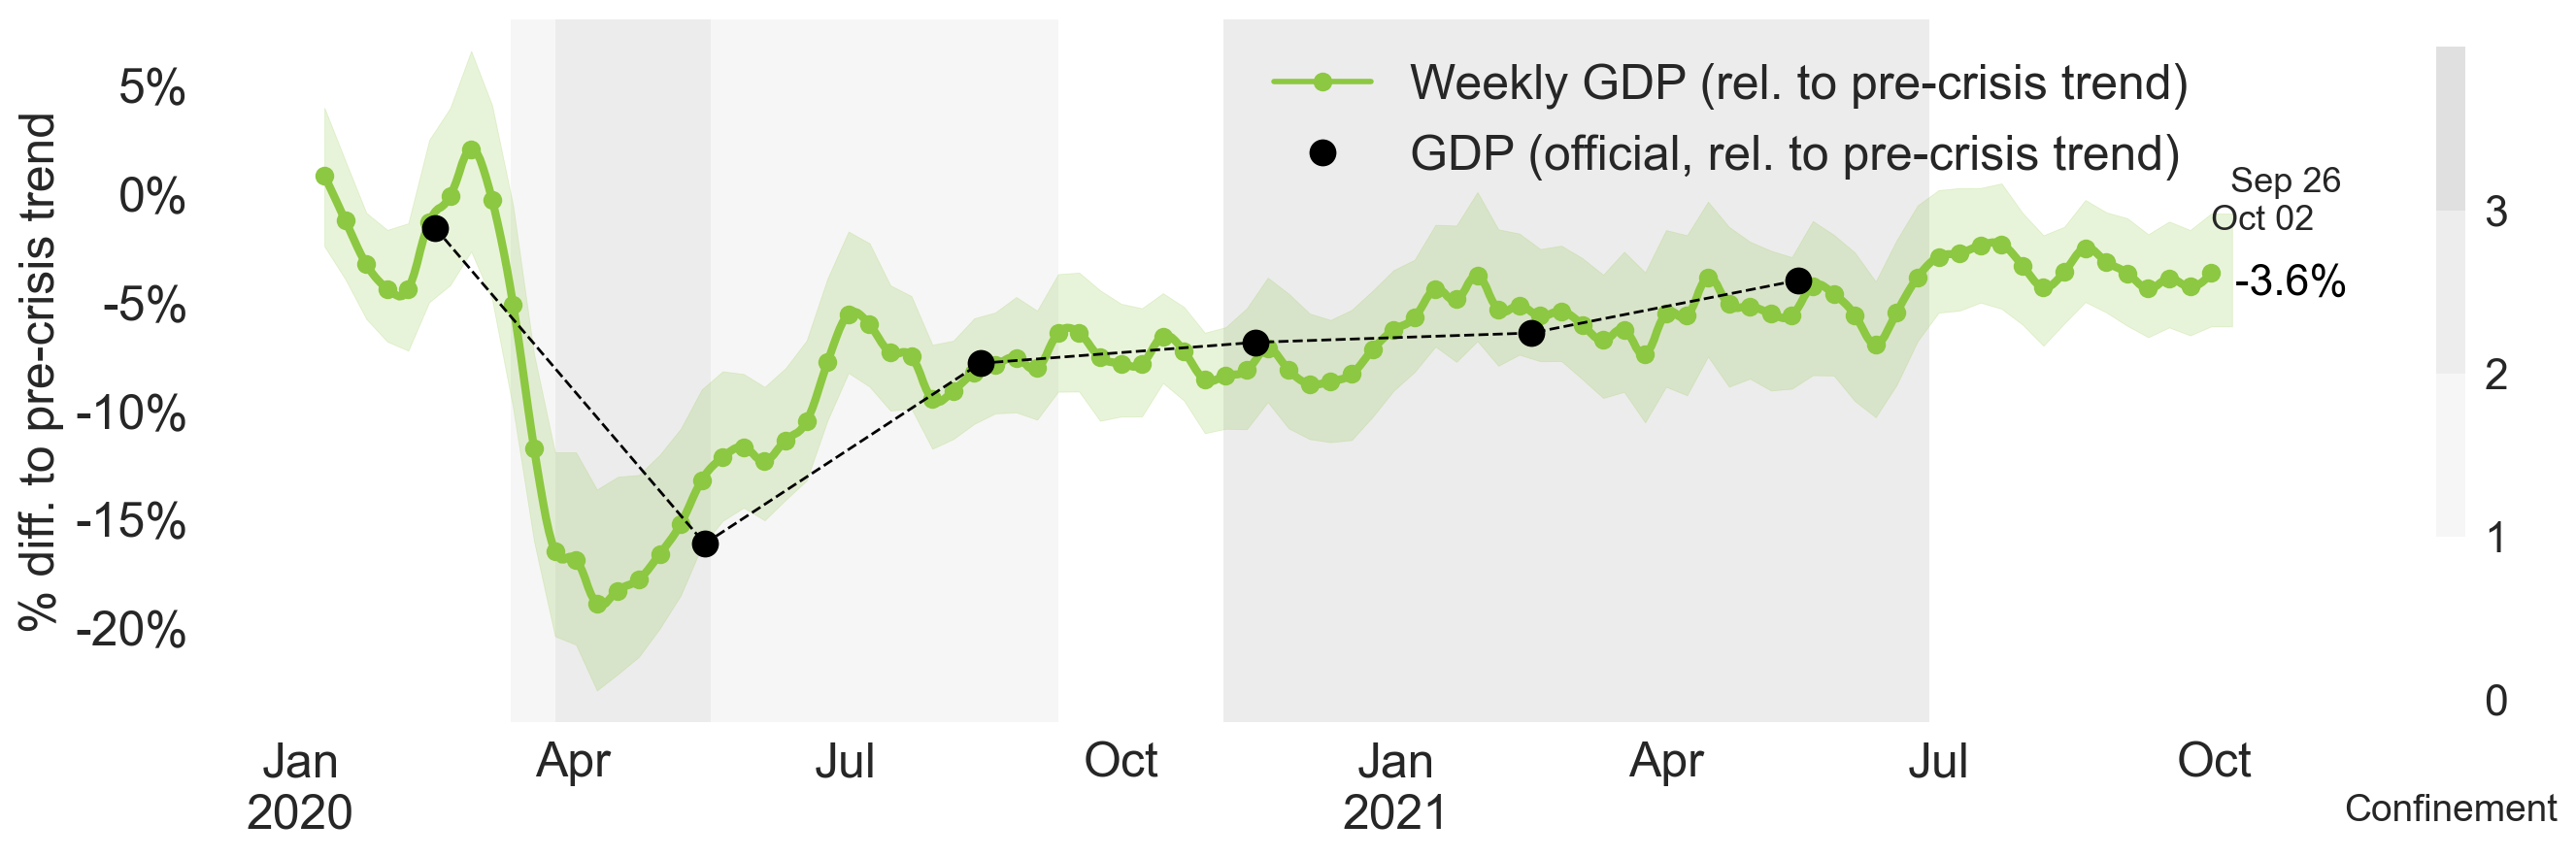 % diff. to pre-crisis trend
5%
0%
-5%
-10%
-15%
-20%
Weekly GDP (rel. to pre-crisis trend)
GDP (official, rel. to pre-crisis trend)
Sep 26
Oct 02
-3.6%
3
2
1
0
Jan Apr Jul Oct Jan Apr Jul Oct
2020 2021
Confinement